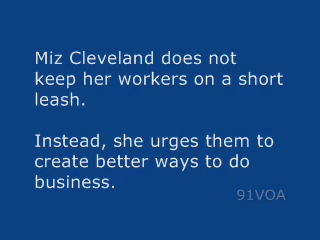 Miz Cleveland does not
keep her workers on a short
leash.
Instead, she urges them to
create better ways to do
business.
91VOA